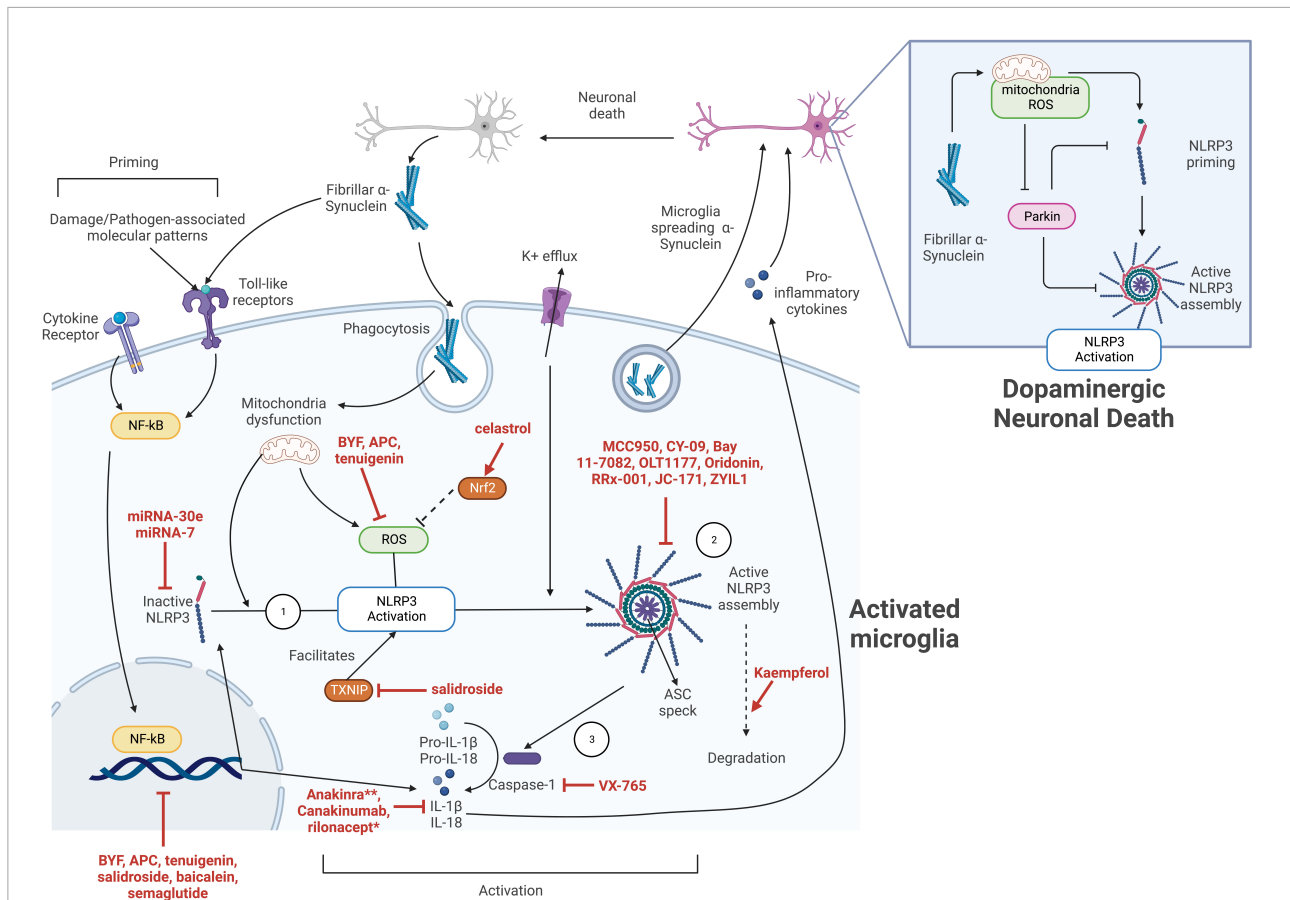 Neuronal
death
mitochondria
ROS
NLRP3
priming
Parkin
Fibrillar α-
Synuclein
Active
NLRP3
assembly
NLRP3
Activation
Dopaminergic
Neuronal Death
Priming
Damage/Pathogen-associated
molecular patterns
Fibrillar α-
Synuclein
Microglia
spreading α-
Synuclein
K+ efflux
Pro-
inflammatory
cytokines
Toll-like
receptors
Cytokine
Receptor
Phagocytosis
NF-kB
Mitochondria
dysfunction
BYF, APC,
tenuigenin
celastrol
Nrf2
MCC950, CY-09, Bay
11-7082, OLT1177, Oridonin,
RRx-001, JC-171, ZYIL1
miRNA-30e
miRNA-7
ROS
2
Active
NLRP3
assembly
Inactive
NLRP3
1
NLRP3
Activation
Activated
microglia
Facilitates
TXNIP
salidroside
Kaempferol
ASC
speck
Pro-IL-1β
Pro-IL-18
3
Degradation
NF-kB
Caspase-1
VX-765
Anakinra**,
Canakinumab,
rilonacept*
IL-1β
IL-18
BYF, APC, tenuigenin,
salidroside, baicalein,
semaglutide
Activation